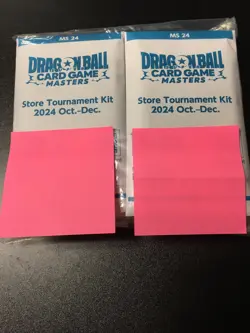 MS 24
DRAGON BALL
CARD GAME
MASTERS
Store Tournament Kit
2024 Oct.-Dec.
MS 24
DRAGON BALL
CARD GAME
MASTERS
Store Tournament Kit
2024 Oct.-Dec.